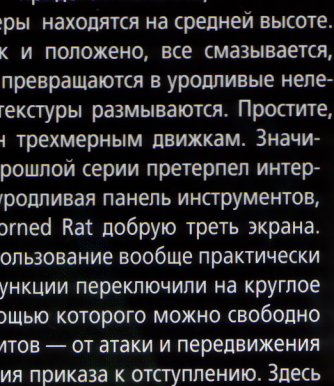 еры находятся на средней высоте.
к и положено, все смазывается,
превращаются в уродливые неле-
текстуры размываются. Простите,
н трехмерным движкам. Значи-
рошлой серии претерпел интер-
уродливая панель инструментов,
orned Rat добрую треть экрана.
ользование вообще практически
ункции переключили на круглое
ощью которого можно свободно
итов — от атаки и передвижения
ия приказа к отступлению. Здесь